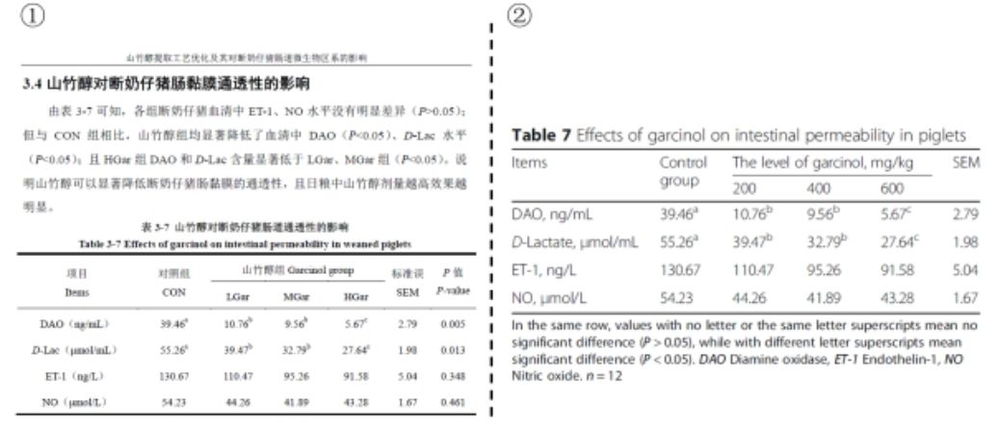 ①
山竹醇提取工艺优化及其对断奶仔猪肠道微生物区系的影响
3.4 山竹醇对断奶仔猪肠黏膜通透性的影响
由表 3-7 可知，各组断奶仔猪血清中 ET-1、NO 水平没有明显差异（P>0.05）；
但与 CON 组相比，山竹醇组均显著降低了血清中 DAO（P<0.05）、D-Lac 水平
（P<0.05）；且 HGar 组 DAO 和 D-Lac 含量显著低于 LGar、MGar 组（P<0.05）。说
明山竹醇可以显著降低断奶仔猪肠黏膜的通透性，且日粮中山竹醇剂量越高效果越
明显。
表 3-7 山竹醇对断奶仔猪肠道通透性的影响
Table 3-7 Effects of garcinol on intestinal permeability in weaned piglets
项目 对照组 山竹醇组 Garcinol group 标准误 P 值
Items CON LGar MGar HGar SEM P-value
DAO（ng/mL） 39.46a 10.76b 9.56b 5.67c 2.79 0.005
D-Lac（μmol/mL） 55.26a 39.47b 32.79b 27.64c 1.98 0.013
ET-1（ng/L） 130.67 110.47 95.26 91.58 5.04 0.348
NO（μmol/L） 54.23 44.26 41.89 43.28 1.67 0.461
②
Table 7 Effects of garcinol on intestinal permeability in piglets
Items Control group The level of garcinol, mg/kg SEM
200 400 600
DAO, ng/mL 39.46a 10.76b 9.56b 5.67c 2.79
D-Lactate, μmol/mL 55.26a 39.47b 32.79b 27.64c 1.98
ET-1, ng/L 130.67 110.47 95.26 91.58 5.04
NO, μmol/L 54.23 44.26 41.89 43.28 1.67
In the same row, values with no letter or the same letter superscripts mean no
significant difference (P > 0.05), while with different letter superscripts mean
significant difference (P < 0.05). DAO Diamine oxidase, ET-1 Endothelin-1, NO
Nitric oxide. n = 12